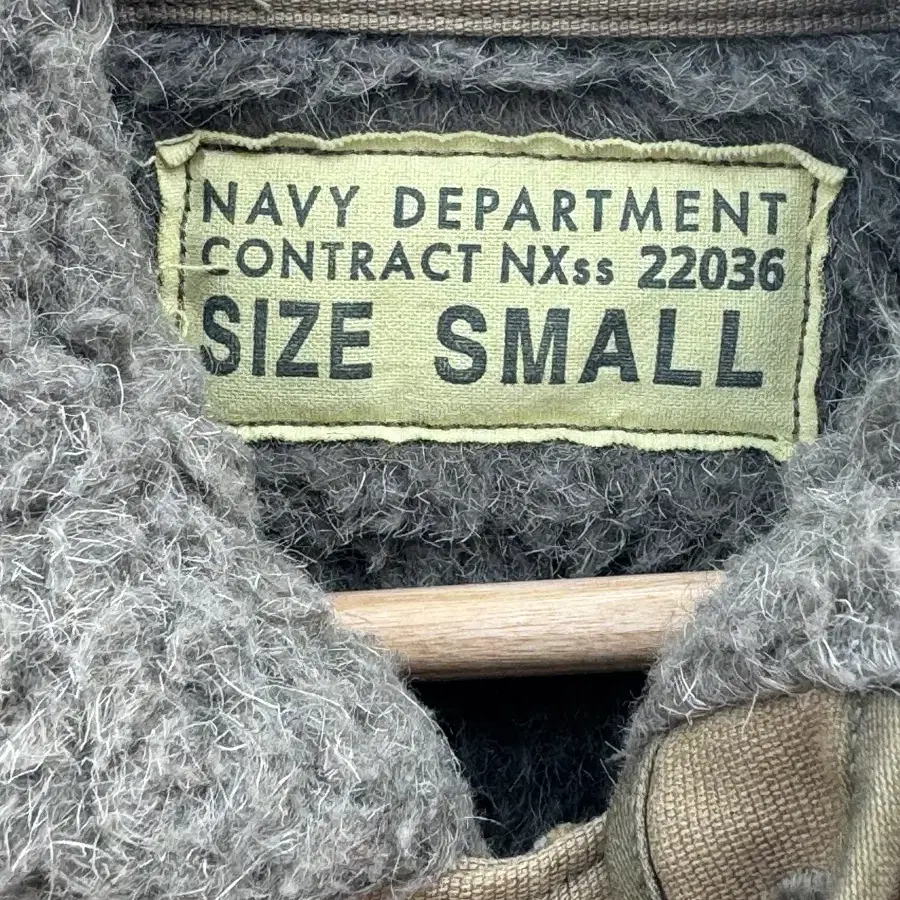 NAVY DEPARTMENT
CONTRACT NXss 22036
SIZE SMALL